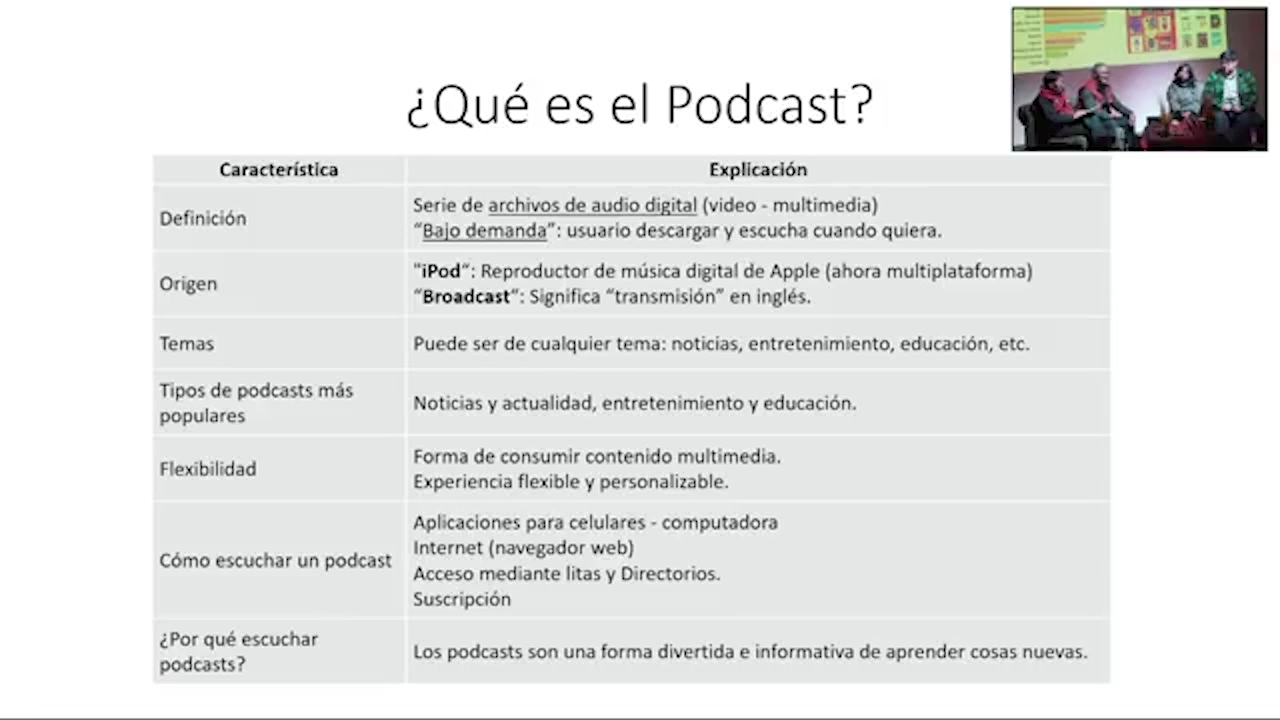 ¿Qué es el Podcast?
Característica
Explicación
Definición
Serie de archivos de audio digital (video - multimedia)
“Bajo demanda”: usuario descargar y escucha cuando quiera.
Origen
"iPod“: Reproductor de música digital de Apple (ahora multiplataforma)
“Broadcast“: Significa “transmisión” en inglés.
Temas
Puede ser de cualquier tema: noticias, entretenimiento, educación, etc.
Tipos de podcasts más
populares
Noticias y actualidad, entretenimiento y educación.
Flexibilidad
Forma de consumir contenido multimedia.
Experiencia flexible y personalizable.
Cómo escuchar un podcast
Aplicaciones para celulares - computadora
Internet (navegador web)
Acceso mediante litas y Directorios.
Suscripción
¿Por qué escuchar
podcasts?
Los podcasts son una forma divertida e informativa de aprender cosas nuevas.